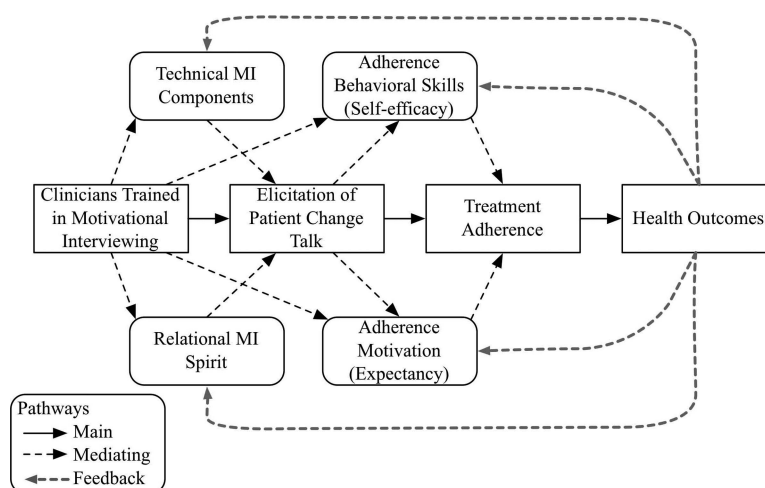 Technical MI
Components
Adherence
Behavioral Skills
(Self-efficacy)
Clinicians Trained
in Motivational
Interviewing
Elicitation of
Patient Change
Talk
Treatment
Adherence
Health Outcomes
Relational MI
Spirit
Adherence
Motivation
(Expectancy)
Pathways
Main
Mediating
Feedback